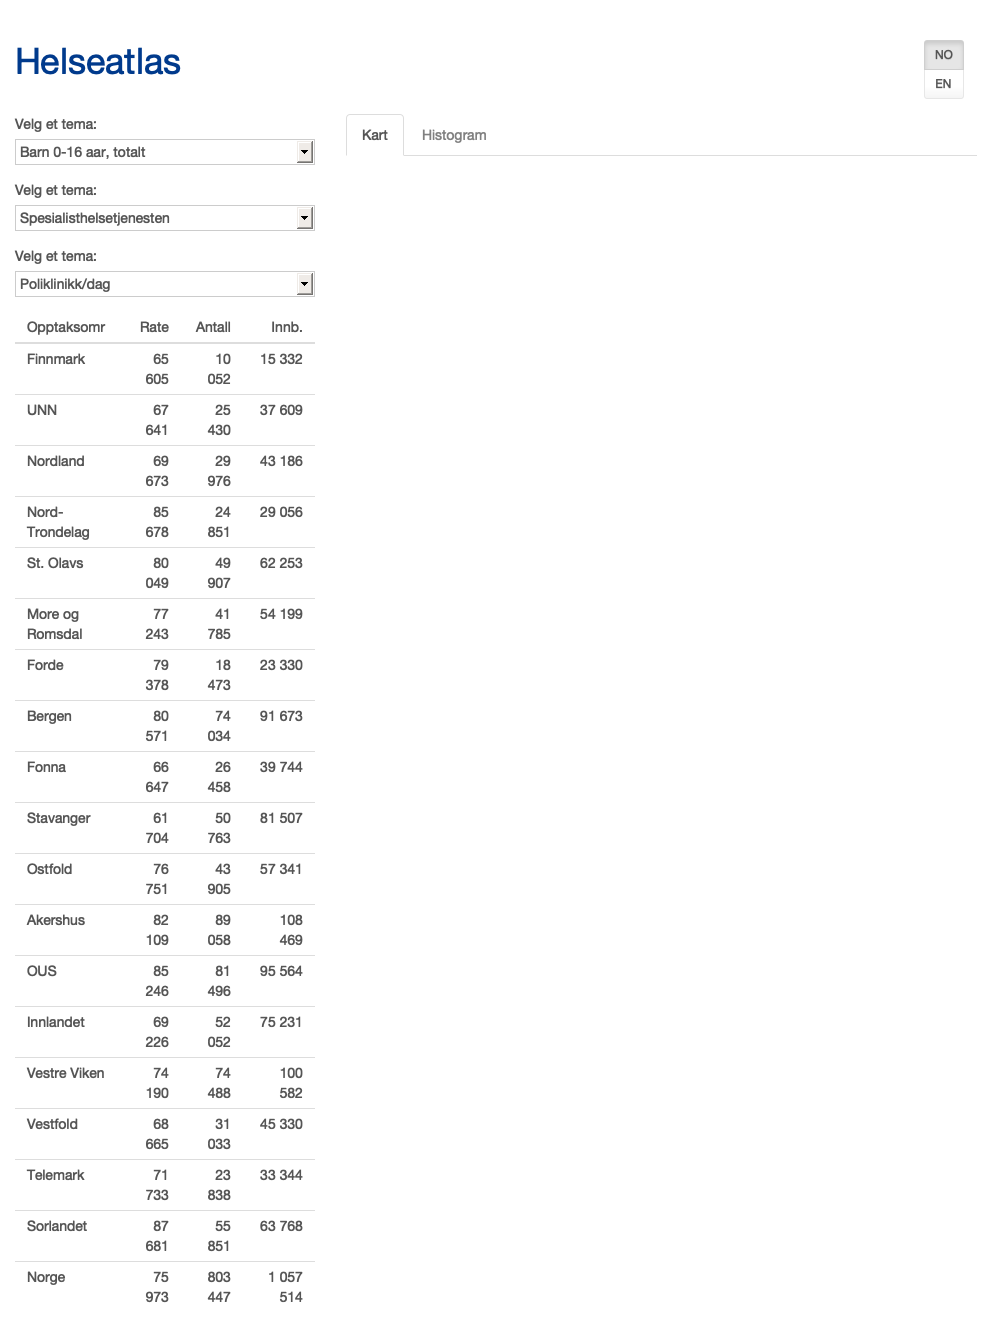 Helseatlas
NO
EN
Velg et tema:
Barn 0-16 aar, totalt
Velg et tema:
Spesialisthelsetjenesten
Velg et tema:
Poliklinikk/dag
Kart Histogram
Opptaksomr Rate Antall Innb.
Finnmark 65 10 15 332
605 052
UNN 67 25 37 609
641 430
Nordland 69 29 43 186
673 976
Nord- 85 24 29 056
Trondelag 678 851
St. Olavs 80 49 62 253
049 907
More og 77 41 54 199
Romsdal 243 785
Forde 79 18 23 330
378 473
Bergen 80 74 91 673
571 034
Fonna 66 26 39 744
647 458
Stavanger 61 50 81 507
704 763
Ostfold 76 43 57 341
751 905
Akershus 82 89 108
109 058 469
OUS 85 81 95 564
246 496
Innlandet 69 52 75 231
226 052
Vestre Viken 74 74 100
190 488 582
Vestfold 68 31 45 330
665 033
Telemark 71 23 33 344
733 838
Sorlandet 87 55 63 768
681 851
Norge 75 803 1 057
973 447 514